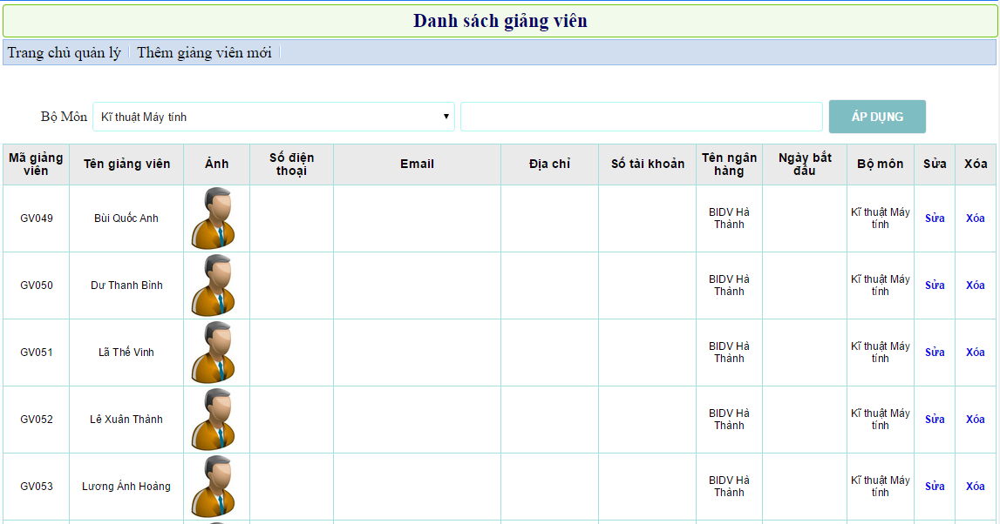 Danh sách giảng viên
Trang chủ quản lý Thêm giảng viên mới
Bộ Môn Kĩ thuật Máy tính ÁP DỤNG
Mã giảng viên Tên giảng viên Ảnh Số điện thoại Email Địa chỉ Số tài khoản Tên ngân hàng Ngày bắt đầu Bộ môn Sửa Xóa
GV049 Bùi Quốc Anh BIDV Hà Thành Kĩ thuật Máy tính Sửa Xóa
GV050 Dư Thanh Bình BIDV Hà Thành Kĩ thuật Máy tính Sửa Xóa
GV051 Lã Thế Vinh BIDV Hà Thành Kĩ thuật Máy tính Sửa Xóa
GV052 Lê Xuân Thành BIDV Hà Thành Kĩ thuật Máy tính Sửa Xóa
GV053 Lương Ánh Hoàng BIDV Hà Thành Kĩ thuật Máy tính Sửa Xóa